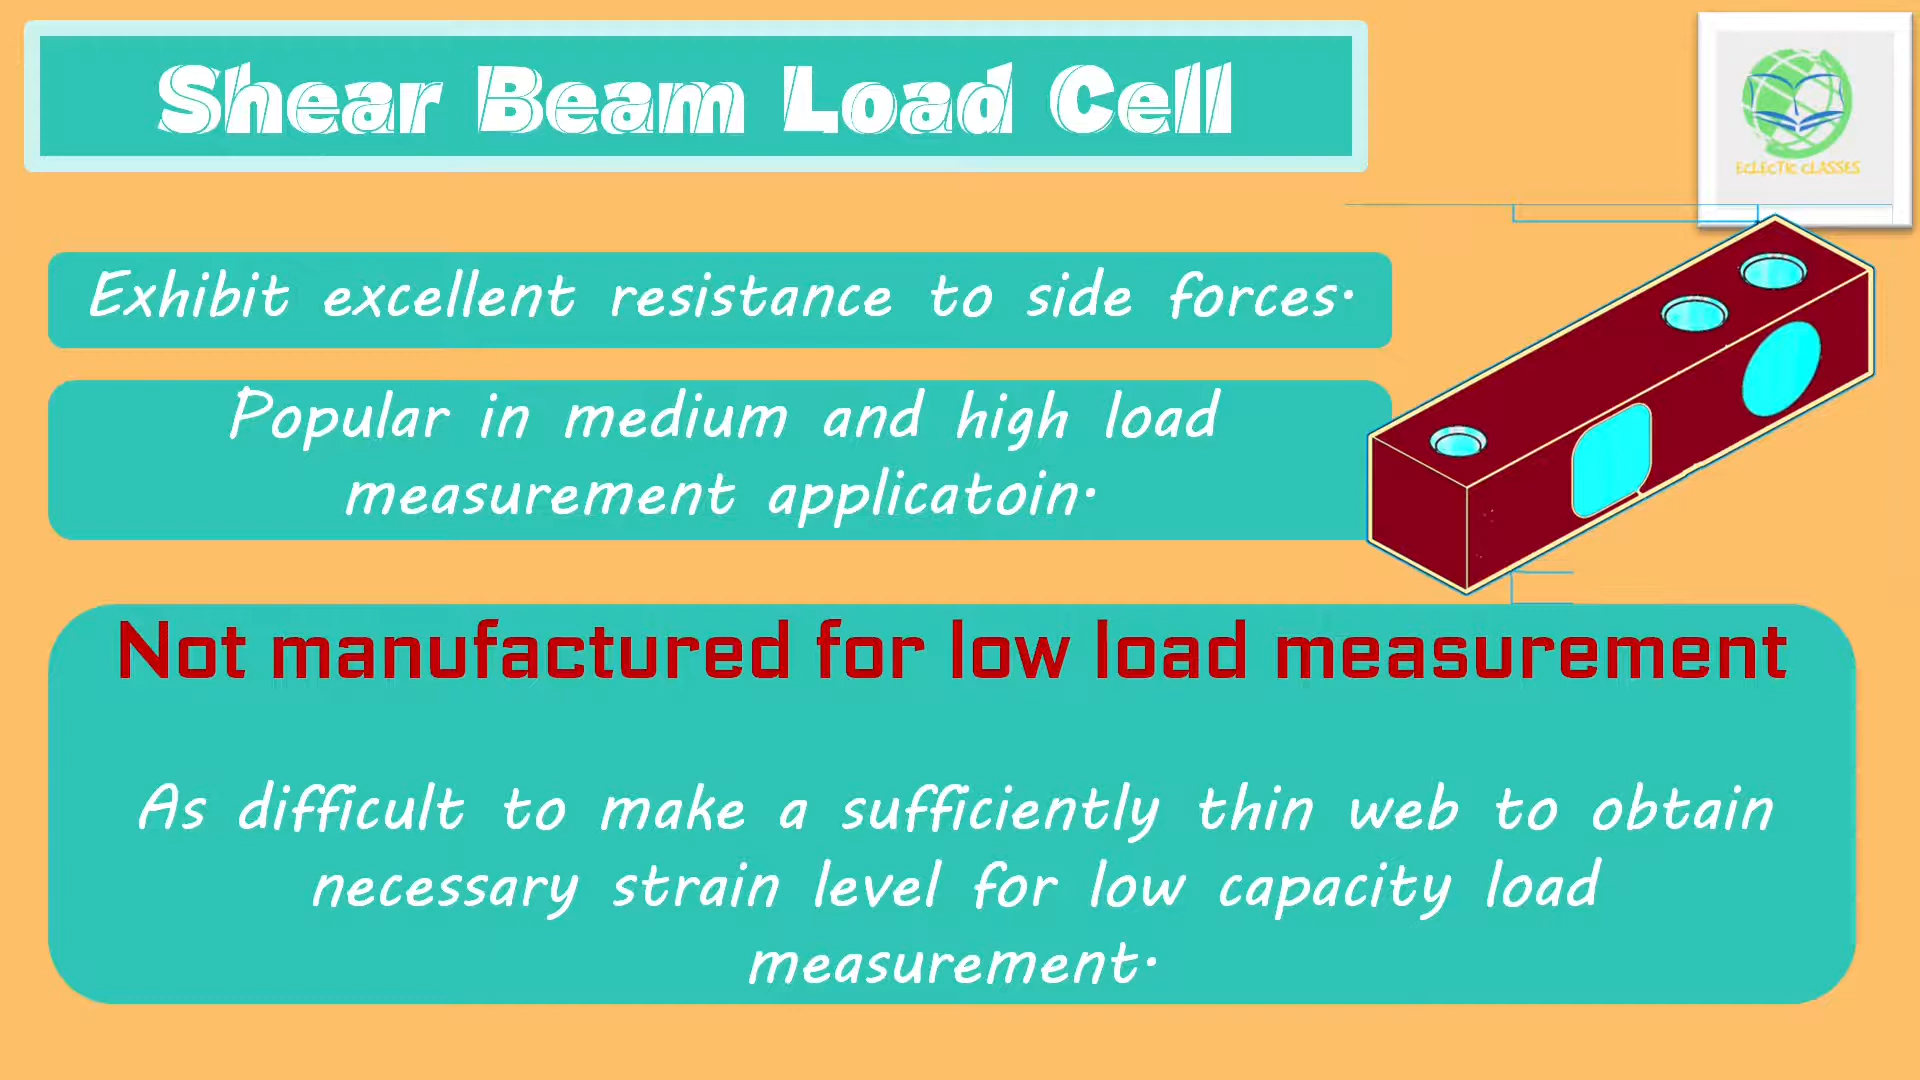 Shear Beam Load Cell
ECLECTIC CLASSES
Exhibit excellent resistance to side forces.
Popular in medium and high load
measurement applicatoin.
Not manufactured for low load measurement
As difficult to make a sufficiently thin web to obtain
necessary strain level for low capacity load
measurement.